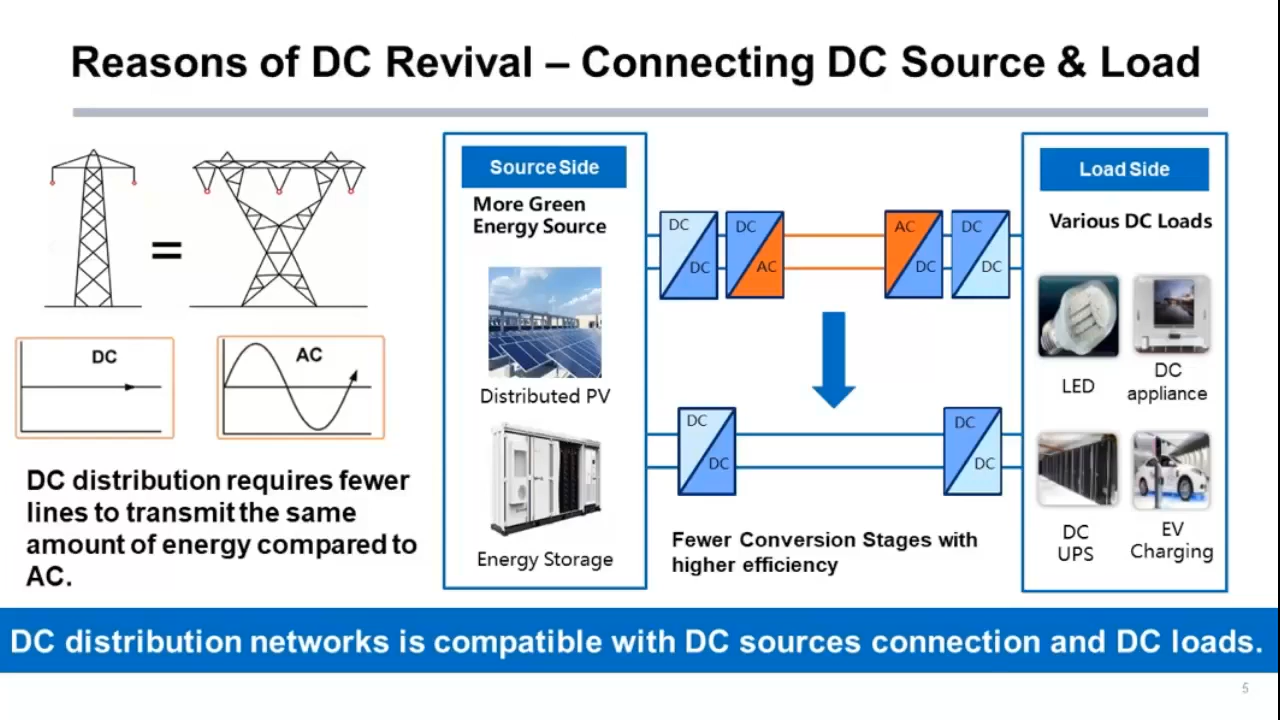 Reasons of DC Revival – Connecting DC Source & Load
=
DC
AC
DC distribution requires fewer
lines to transmit the same
amount of energy compared to
AC.
Source Side
More Green
Energy Source
Distributed PV
Energy Storage
DC
DC
DC
AC
AC
DC
DC
DC
DC
DC
DC
DC
Fewer Conversion Stages with
higher efficiency
Load Side
Various DC Loads
LED
DC
appliance
DC
UPS
EV
Charging
DC distribution networks is compatible with DC sources connection and DC loads.
5